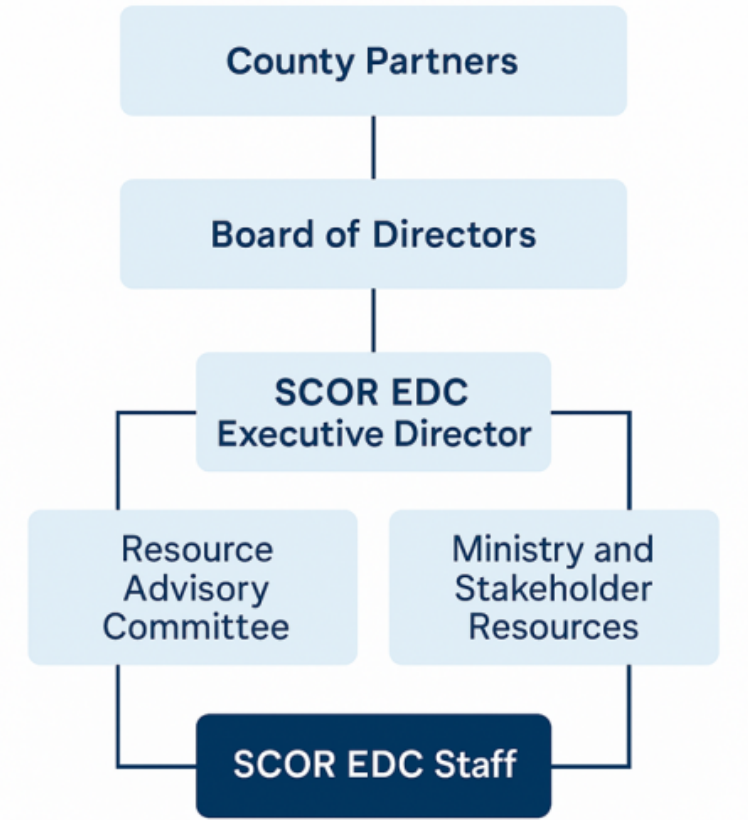 County Partners
Board of Directors
SCOR EDC
Executive Director
Resource
Advisory
Committee
Ministry and
Stakeholder
Resources
SCOR EDC Staff